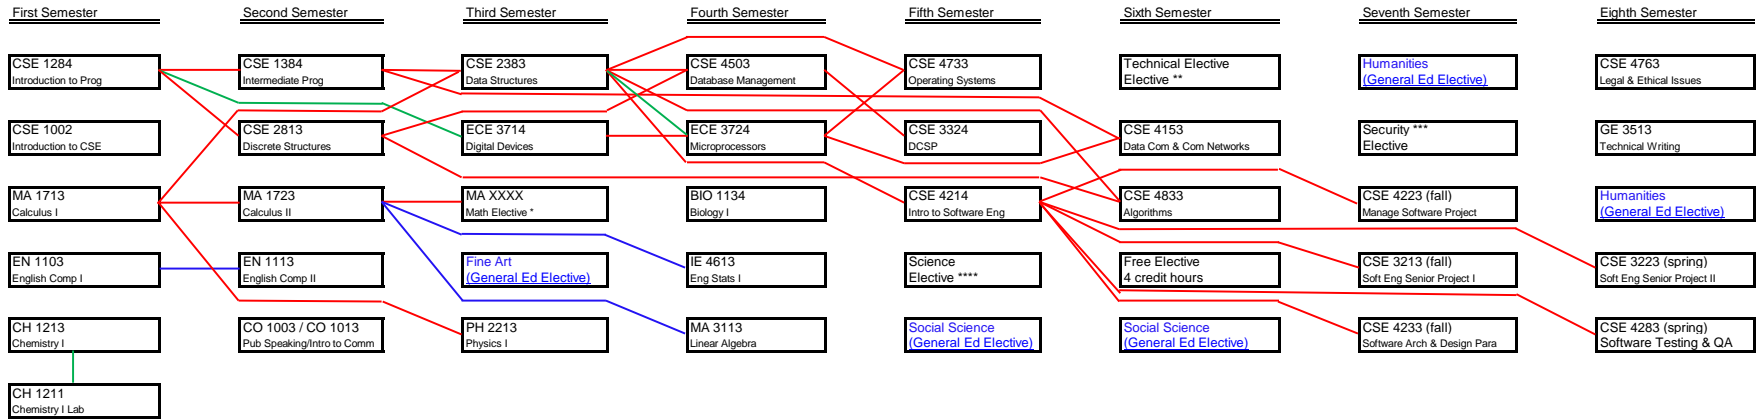 First Semester
Second Semester
Third Semester
Fourth Semester
Fifth Semester
Sixth Semester
Seventh Semester
Eighth Semester
CSE 1284
Introduction to Prog
CSE 1384
Intermediate Prog
CSE 2383
Data Structures
CSE 4503
Database Management
CSE 4733
Operating Systems
Technical Elective
Elective **
Humanities
(General Ed Elective)
CSE 4763
Legal & Ethical Issues
CSE 1002
Introduction to CSE
CSE 2813
Discrete Structures
ECE 3714
Digital Devices
ECE 3724
Microprocessors
CSE 3324
DCSP
CSE 4153
Data Com & Com Networks
Security ***
Elective
GE 3513
Technical Writing
MA 1713
Calculus I
MA 1723
Calculus II
MA XXXX
Math Elective *
BIO 1134
Biology I
CSE 4214
Intro to Software Eng
CSE 4833
Algorithms
CSE 4223 (fall)
Manage Software Project
Humanities
(General Ed Elective)
EN 1103
English Comp I
EN 1113
English Comp II
Fine Art
(General Ed Elective)
IE 4613
Eng Stats I
Science
Elective ****
Free Elective
4 credit hours
CSE 3213 (fall)
Soft Eng Senior Project I
CSE 3223 (spring)
Soft Eng Senior Project II
CH 1213
Chemistry I
CO 1003 / CO 1013
Pub Speaking/Intro to Comm
PH 2213
Physics I
MA 3113
Linear Algebra
Social Science
(General Ed Elective)
Social Science
(General Ed Elective)
CSE 4233 (fall)
Software Arch & Design Para
CSE 4283 (spring)
Software Testing & QA
CH 1211
Chemistry I Lab